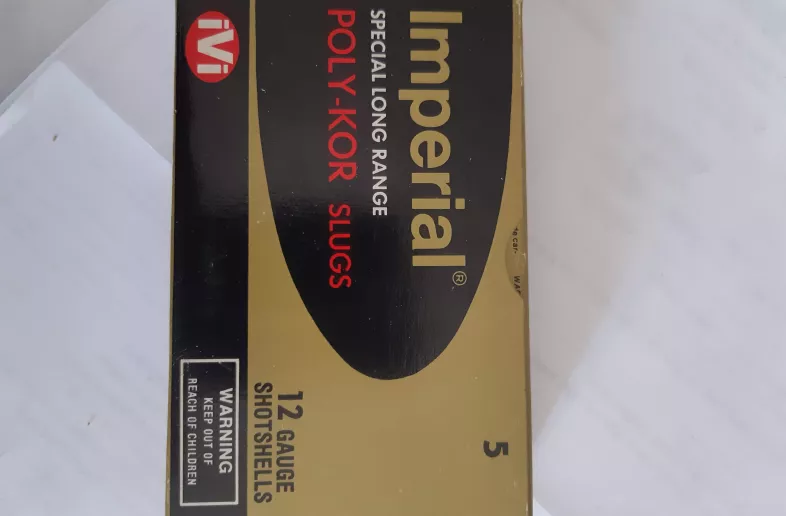 Imperial®
SPECIAL LONG RANGE
POLY-KOR SLUGS
iVi
5
12 GAUGE
SHOTSHELLS
WARNING
KEEP OUT OF
REACH OF CHILDREN